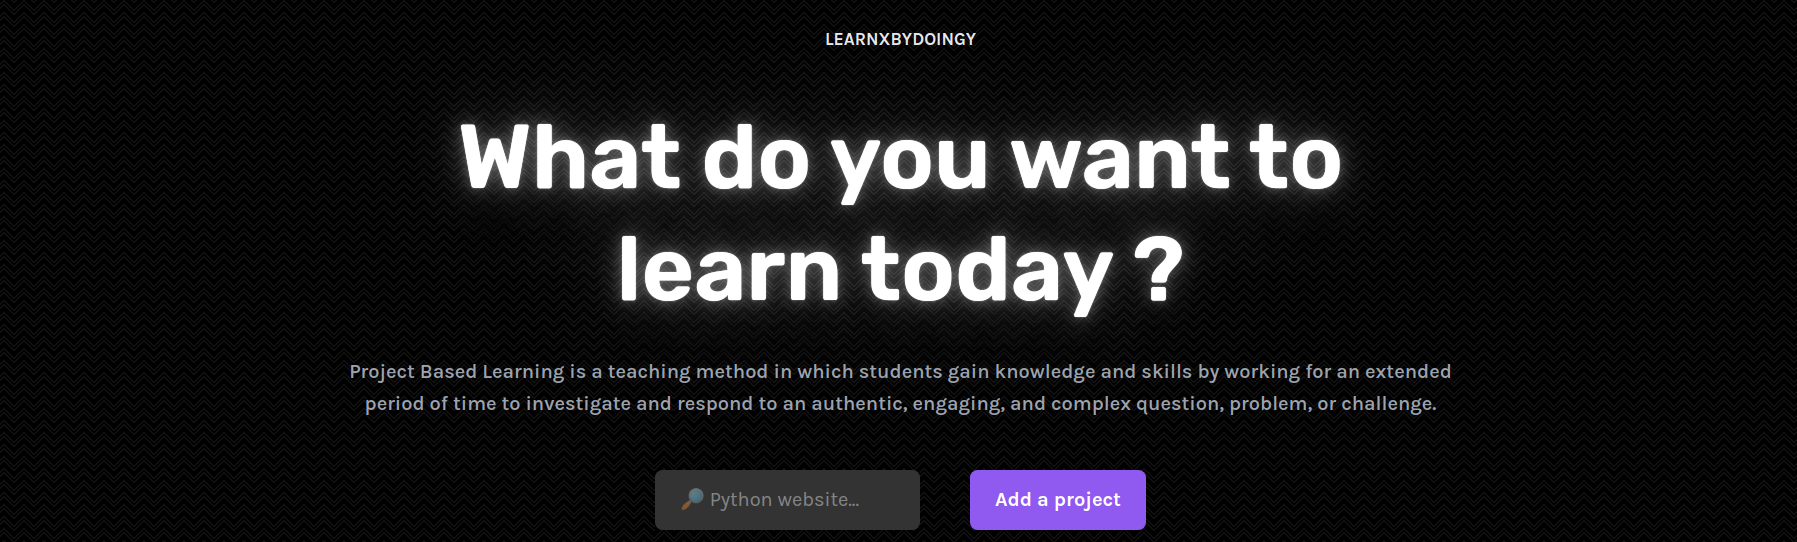 LEARNXBYDOINGY
What do you want to
learn today ?
Project Based Learning is a teaching method in which students gain knowledge and skills by working for an extended
period of time to investigate and respond to an authentic, engaging, and complex question, problem, or challenge.
🔎 Python website... Add a project